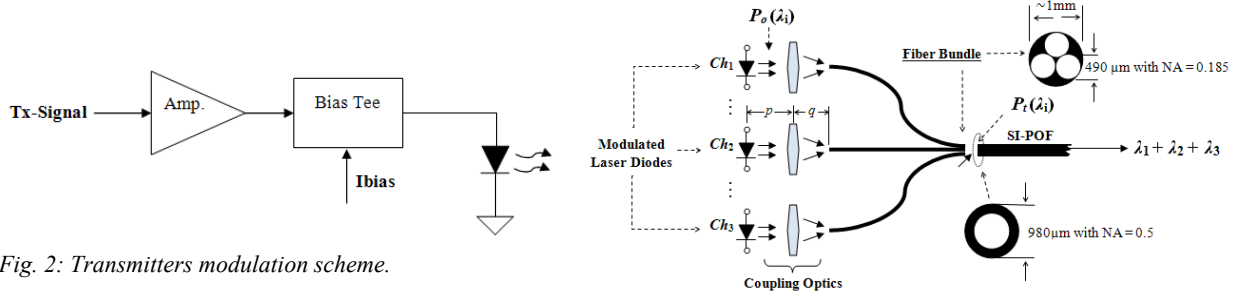 Tx-Signal
Amp.
Bias Tee
Ibias
Fig. 2: Transmitters modulation scheme.
Pₒ(λᵢ)
~1mm
Ch₁
Fiber Bundle
490 µm with NA = 0.185
p
q
Pₜ(λᵢ)
Modulated
Laser Diodes
Ch₂
SI-POF
λ₁ + λ₂ + λ₃
Ch₃
980µm with NA = 0.5
Coupling Optics